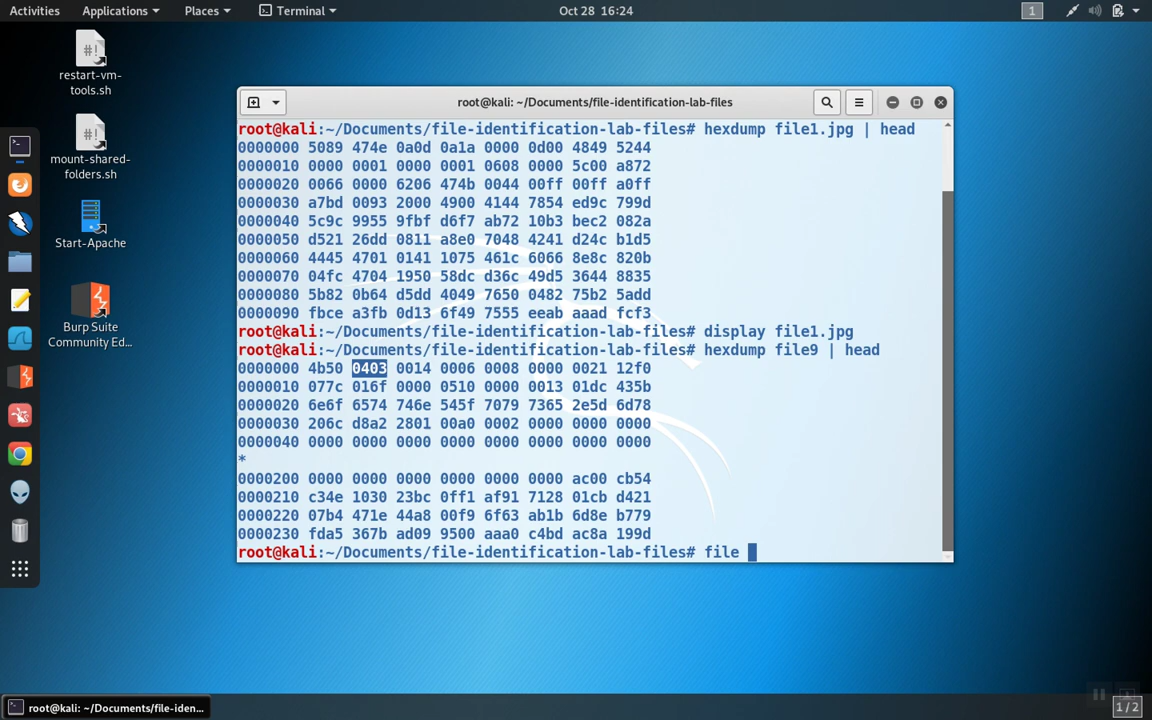 Activities Applications Places Terminal Oct 28 16:24 1
restart-vm-
tools.sh
mount-shared-
folders.sh
Start-Apache
Burp Suite
Community Ed...
root@kali: ~/Documents/file-identification-lab-files
root@kali:~/Documents/file-identification-lab-files# hexdump file1.jpg | head
0000000 5089 474e 0a0d 0a1a 0000 0d00 4849 5244
0000010 0000 0001 0000 0001 0608 0000 5c00 a872
0000020 0066 0000 6206 474b 0044 00ff 00ff a0ff
0000030 a7bd 0093 2000 4900 4144 7854 ed9c 799d
0000040 5c9c 9955 9fbf d6f7 ab72 10b3 bec2 082a
0000050 d521 26dd 0811 a8e0 7048 4241 d24c b1d5
0000060 4445 4701 0141 1075 461c 6066 8e8c 820b
0000070 04fc 4704 1950 58dc d36c 49d5 3644 8835
0000080 5b82 0b64 d5dd 4049 7650 0482 75b2 5add
0000090 fbce a3fb 0d13 6f49 7555 eeab aaad fcf3
root@kali:~/Documents/file-identification-lab-files# display file1.jpg
root@kali:~/Documents/file-identification-lab-files# hexdump file9 | head
0000000 4b50 0403 0014 0006 0008 0000 0021 12f0
0000010 077c 016f 0000 0510 0000 0013 01dc 435b
0000020 6e6f 6574 746e 545f 7079 7365 2e5d 6d78
0000030 206c d8a2 2801 00a0 0002 0000 0000 0000
0000040 0000 0000 0000 0000 0000 0000 0000 0000
*
0000200 0000 0000 0000 0000 0000 0000 ac00 cb54
0000210 c34e 1030 23bc 0ff1 af91 7128 01cb d421
0000220 07b4 471e 44a8 00f9 6f63 ab1b 6d8e b779
0000230 fda5 367b ad09 9500 aaa0 c4bd ac8a 199d
root@kali:~/Documents/file-identification-lab-files# file
root@kali: ~/Documents/file-iden...
1 / 2